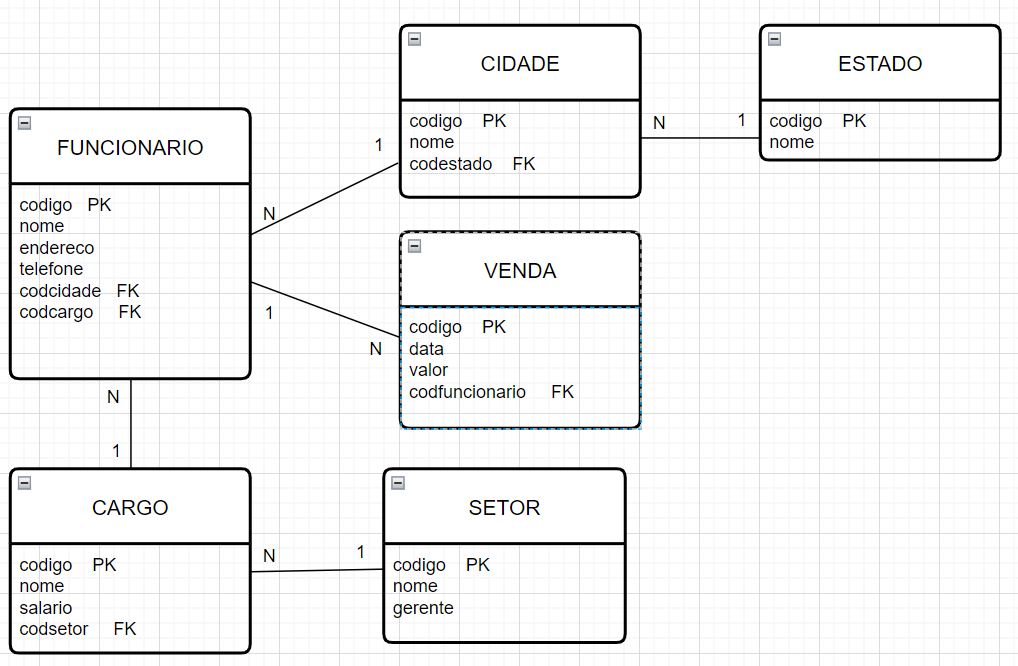 FUNCIONARIO
codigo PK
nome
endereco
telefone
codcidade FK
codcargo FK
CIDADE
codigo PK
nome
codestado FK
ESTADO
codigo PK
nome
VENDA
codigo PK
data
valor
codfuncionario FK
CARGO
codigo PK
nome
salario
codsetor FK
SETOR
codigo PK
nome
gerente
N
1
N
1
1
N
N
1
N
1